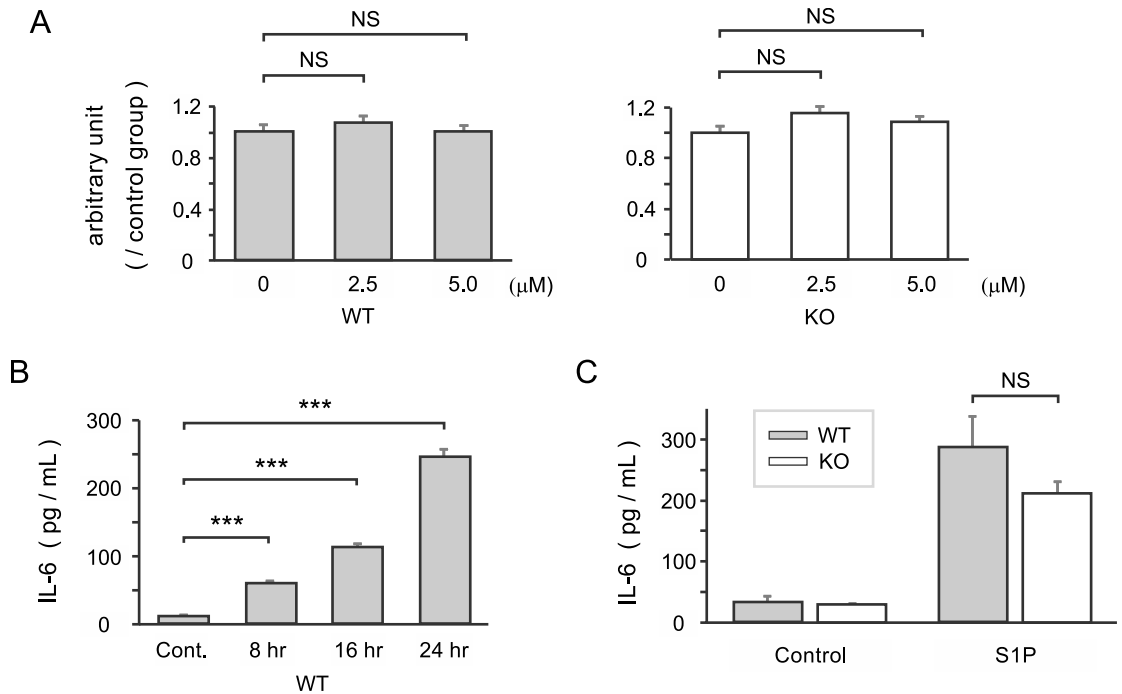 A
NS
NS
arbitrary unit
( / control group )
1.2
0.8
0.4
0
0
2.5
5.0
(μM)
WT
NS
NS
1.2
0.8
0.4
0
0
2.5
5.0
(μM)
KO
B
IL-6 ( pg / mL )
300
200
100
0
***
***
***
Cont.
8 hr
16 hr
24 hr
WT
C
IL-6 ( pg / mL )
300
200
100
0
WT
KO
NS
Control
S1P